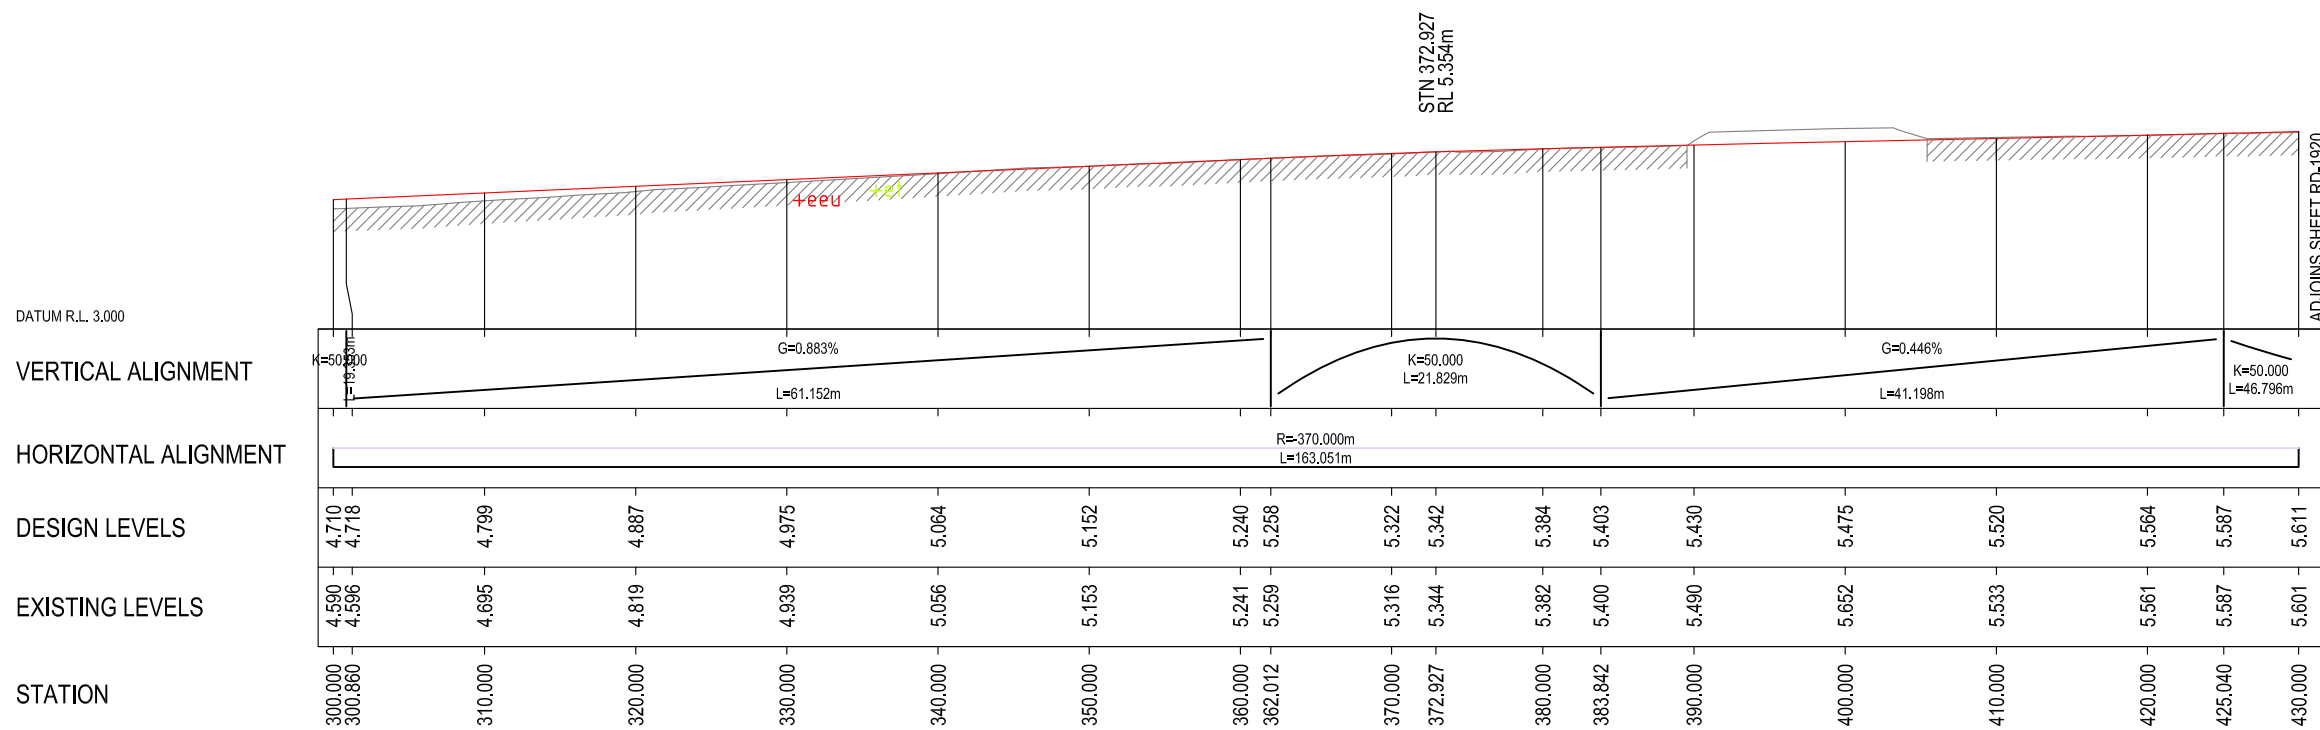 STN 372.927
RL 5.354m
ADJOINS SHEET RD-1920
DATUM R.L. 3.000
VERTICAL ALIGNMENT
K=50.000
G=0.883%
L=61.152m
K=50.000
L=21.829m
G=0.446%
L=41.198m
K=50.000
L=46.796m
HORIZONTAL ALIGNMENT
R=-370.000m
L=163.051m
DESIGN LEVELS 4.710 4.718 4.799 4.887 4.975 5.064 5.152 5.240 5.258 5.322 5.342 5.384 5.403 5.430 5.475 5.520 5.564 5.587 5.611
EXISTING LEVELS 4.590 4.596 4.695 4.819 4.939 5.056 5.153 5.241 5.259 5.316 5.344 5.382 5.400 5.490 5.652 5.533 5.561 5.587 5.601
STATION 300.000 300.860 310.000 320.000 330.000 340.000 350.000 360.000 362.012 370.000 372.927 380.000 383.842 390.000 400.000 410.000 420.000 425.040 430.000